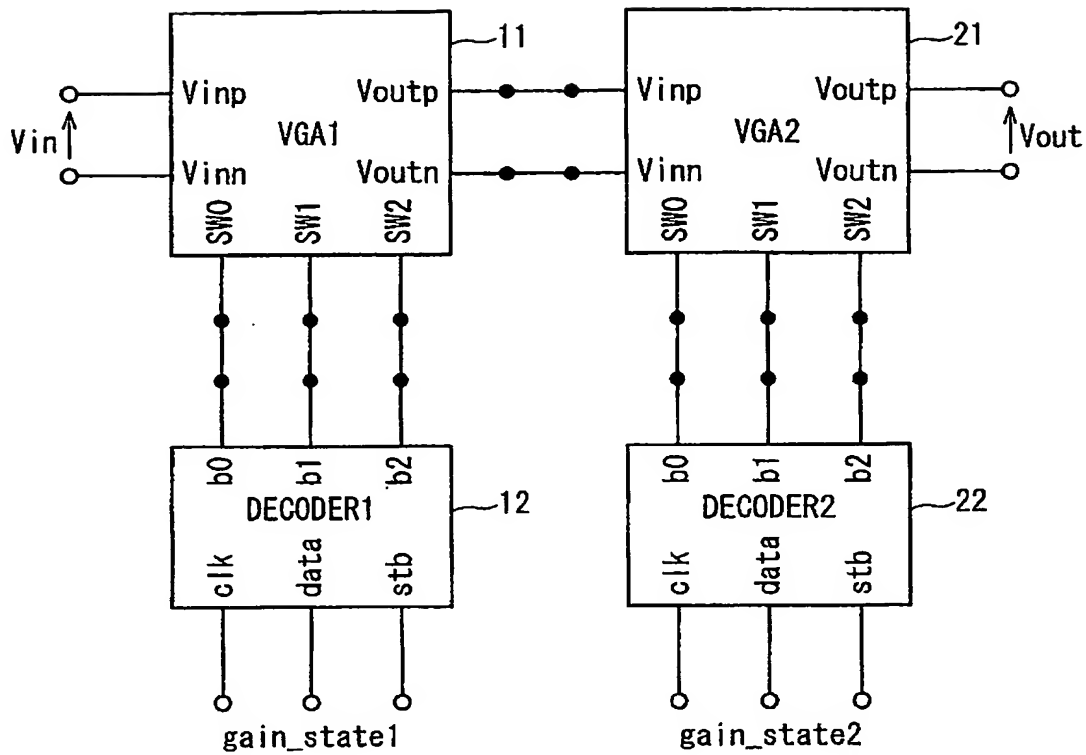 11
21
Vinp
Voutp
Vinp
Voutp
Vin
VGA1
VGA2
Vout
Vinn
Voutn
Vinn
Voutn
SW0
SW1
SW2
SW0
SW1
SW2
b0
b1
b2
b0
b1
b2
DECODER1
12
DECODER2
22
clk
data
stb
clk
data
stb
gain_state1
gain_state2